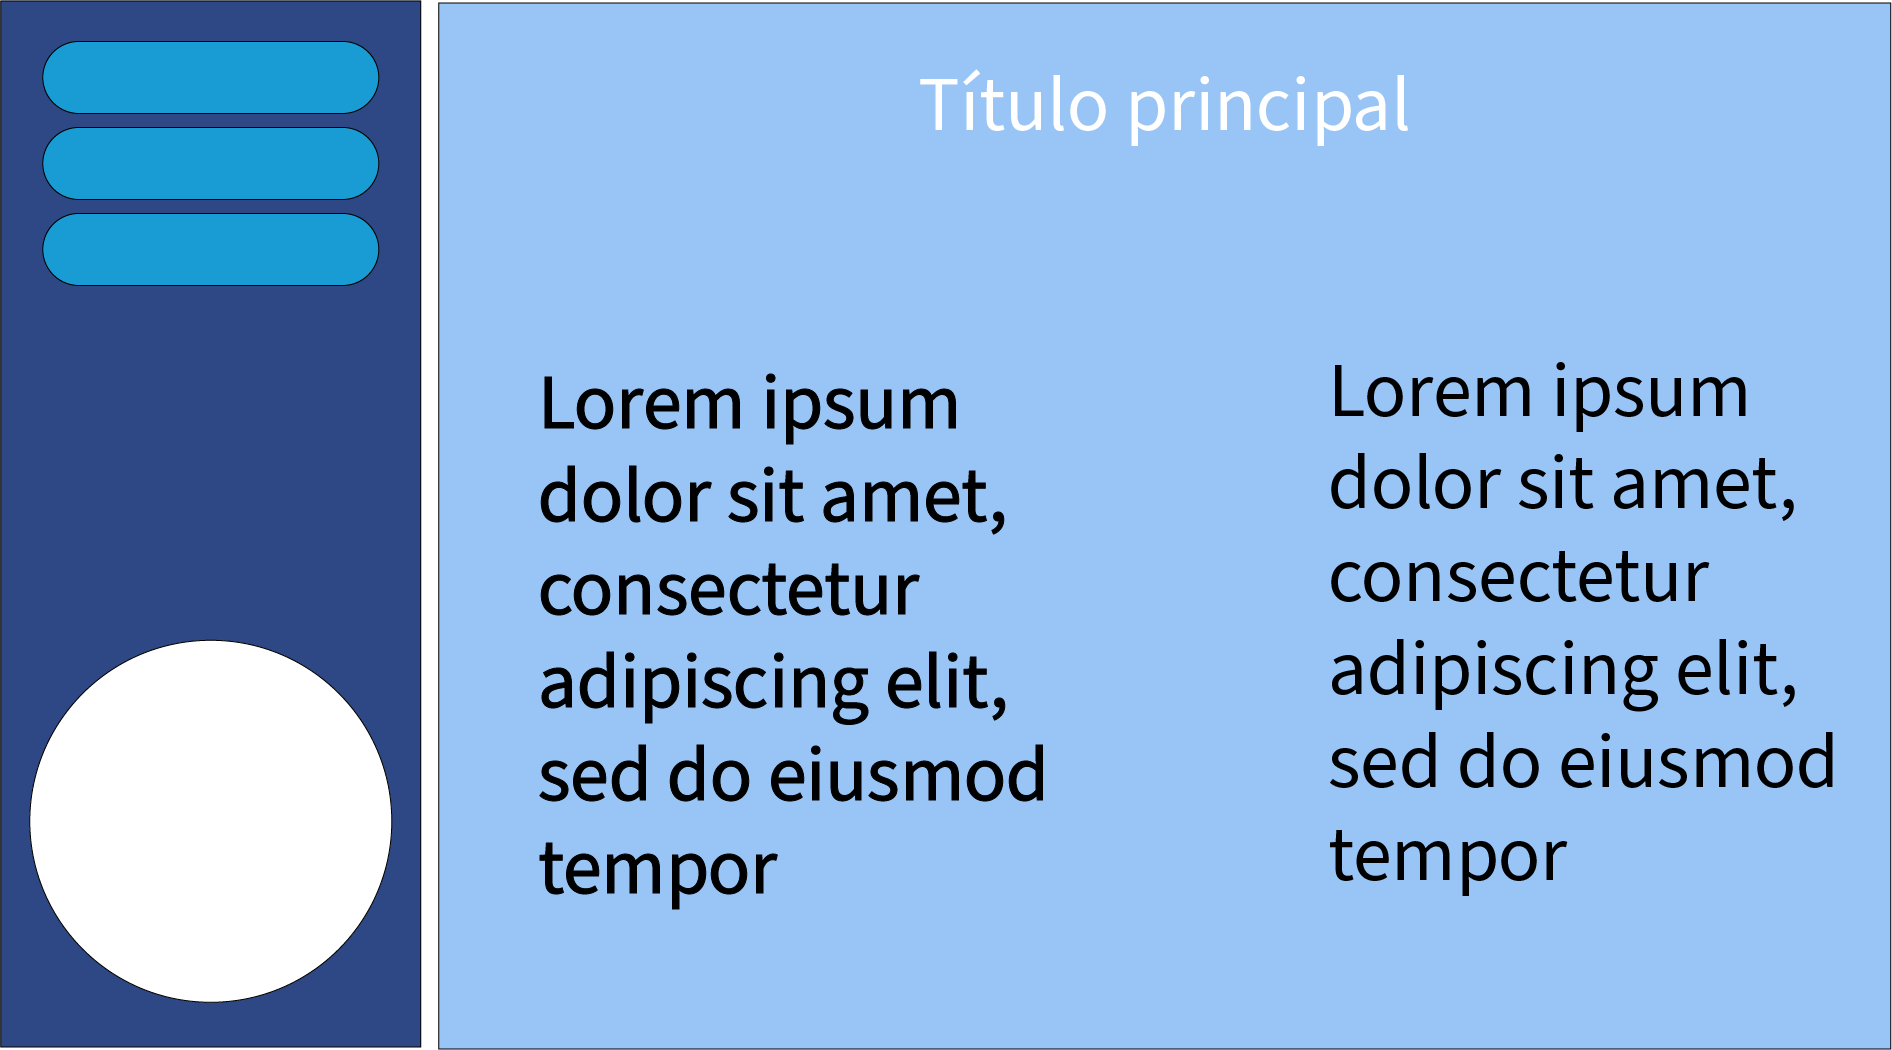 Título principal
Lorem ipsum
dolor sit amet,
consectetur
adipiscing elit,
sed do eiusmod
tempor
Lorem ipsum
dolor sit amet,
consectetur
adipiscing elit,
sed do eiusmod
tempor